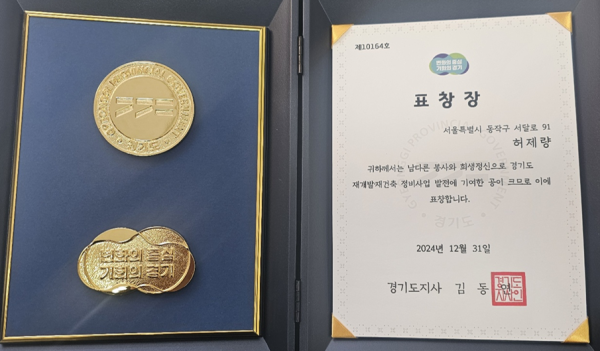 변화의 중심
기회의 경기
제10164호
변화의 중심
기회의 경기
표창장
서울특별시 동작구 서달로 91
허제량
귀하께서는 남다른 봉사와 희생정신으로 경기도
재개발재건축 정비사업 발전에 기여한 공이 크므로 이에
표창합니다.
경기도
2024년 12월 31일
경기도지사 김동연